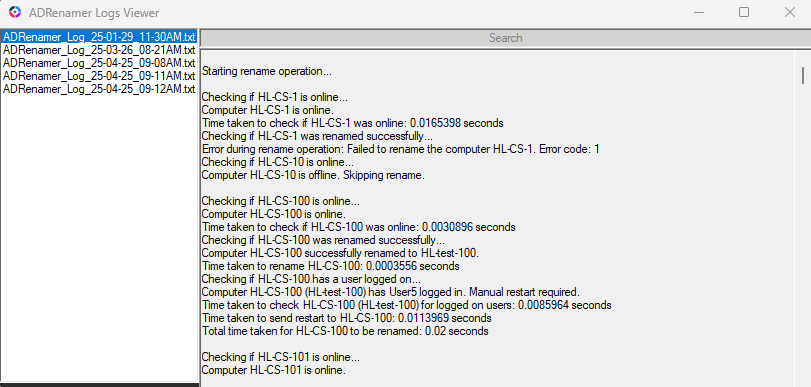 ADRenamer Logs Viewer
ADRenamer_Log_25-01-29_11-30AM.txt
ADRenamer_Log_25-03-26_08-21AM.txt
ADRenamer_Log_25-04-25_09-08AM.txt
ADRenamer_Log_25-04-25_09-11AM.txt
ADRenamer_Log_25-04-25_09-12AM.txt
Search
Starting rename operation...
Checking if HL-CS-1 is online...
Computer HL-CS-1 is online.
Time taken to check if HL-CS-1 was online: 0.0165398 seconds
Checking if HL-CS-1 was renamed successfully...
Error during rename operation: Failed to rename the computer HL-CS-1. Error code: 1
Checking if HL-CS-10 is online...
Computer HL-CS-10 is offline. Skipping rename.
Checking if HL-CS-100 is online...
Computer HL-CS-100 is online.
Time taken to check if HL-CS-100 was online: 0.0030896 seconds
Checking if HL-CS-100 was renamed successfully...
Computer HL-CS-100 successfully renamed to HL-test-100.
Time taken to rename HL-CS-100: 0.0003556 seconds
Checking if HL-CS-100 has a user logged on...
Computer HL-CS-100 (HL-test-100) has User5 logged in. Manual restart required.
Time taken to check HL-CS-100 (HL-test-100) for logged on users: 0.0085964 seconds
Time taken to send restart to HL-CS-100: 0.0113969 seconds
Total time taken for HL-CS-100 to be renamed: 0.02 seconds
Checking if HL-CS-101 is online...
Computer HL-CS-101 is online.